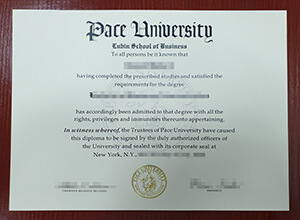 Pace University
Lubin School of Business
To all persons be it known that
having completed the prescribed studies and satisfied the
requirements for the degree
has accordingly been admitted to that degree with all the
rights, privileges and immunities thereunto appertaining.
In witness whereof, the Trustees of Pace University have caused
this diploma to be signed by the duly authorized officers of
the University and sealed with its corporate seal at
New York, N.Y.,
PACE UNIVERSITY